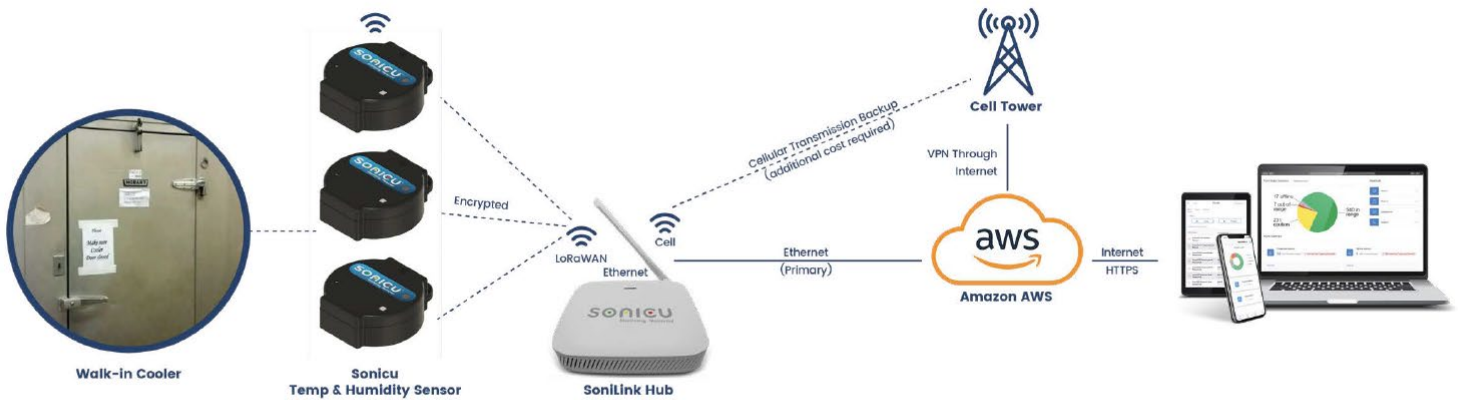 SONICU
SONICU
SONICU
Walk-in Cooler
Sonicu
Temp & Humidity Sensor
Encrypted
LoRaWAN
Ethernet
Cell
SONICU
SoniLink Hub
Cellular Transmission Backup
(additional cost required)
Ethernet
(Primary)
Cell Tower
VPN Through
Internet
aws
Amazon AWS
Internet
HTTPS